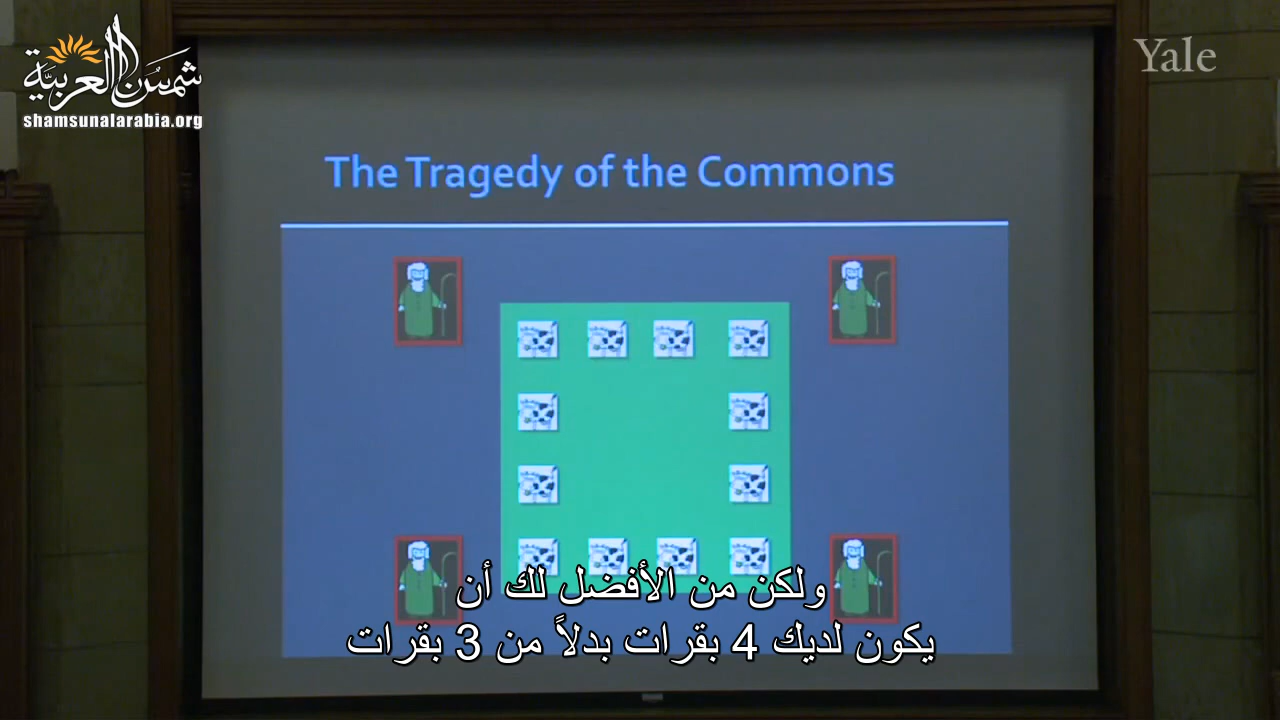 شمس العربية
shamsunalarabia.org
Yale
The Tragedy of the Commons
ولكن من الأفضل لك أن
يكون لديك 4 بقرات بدلاً من 3 بقرات